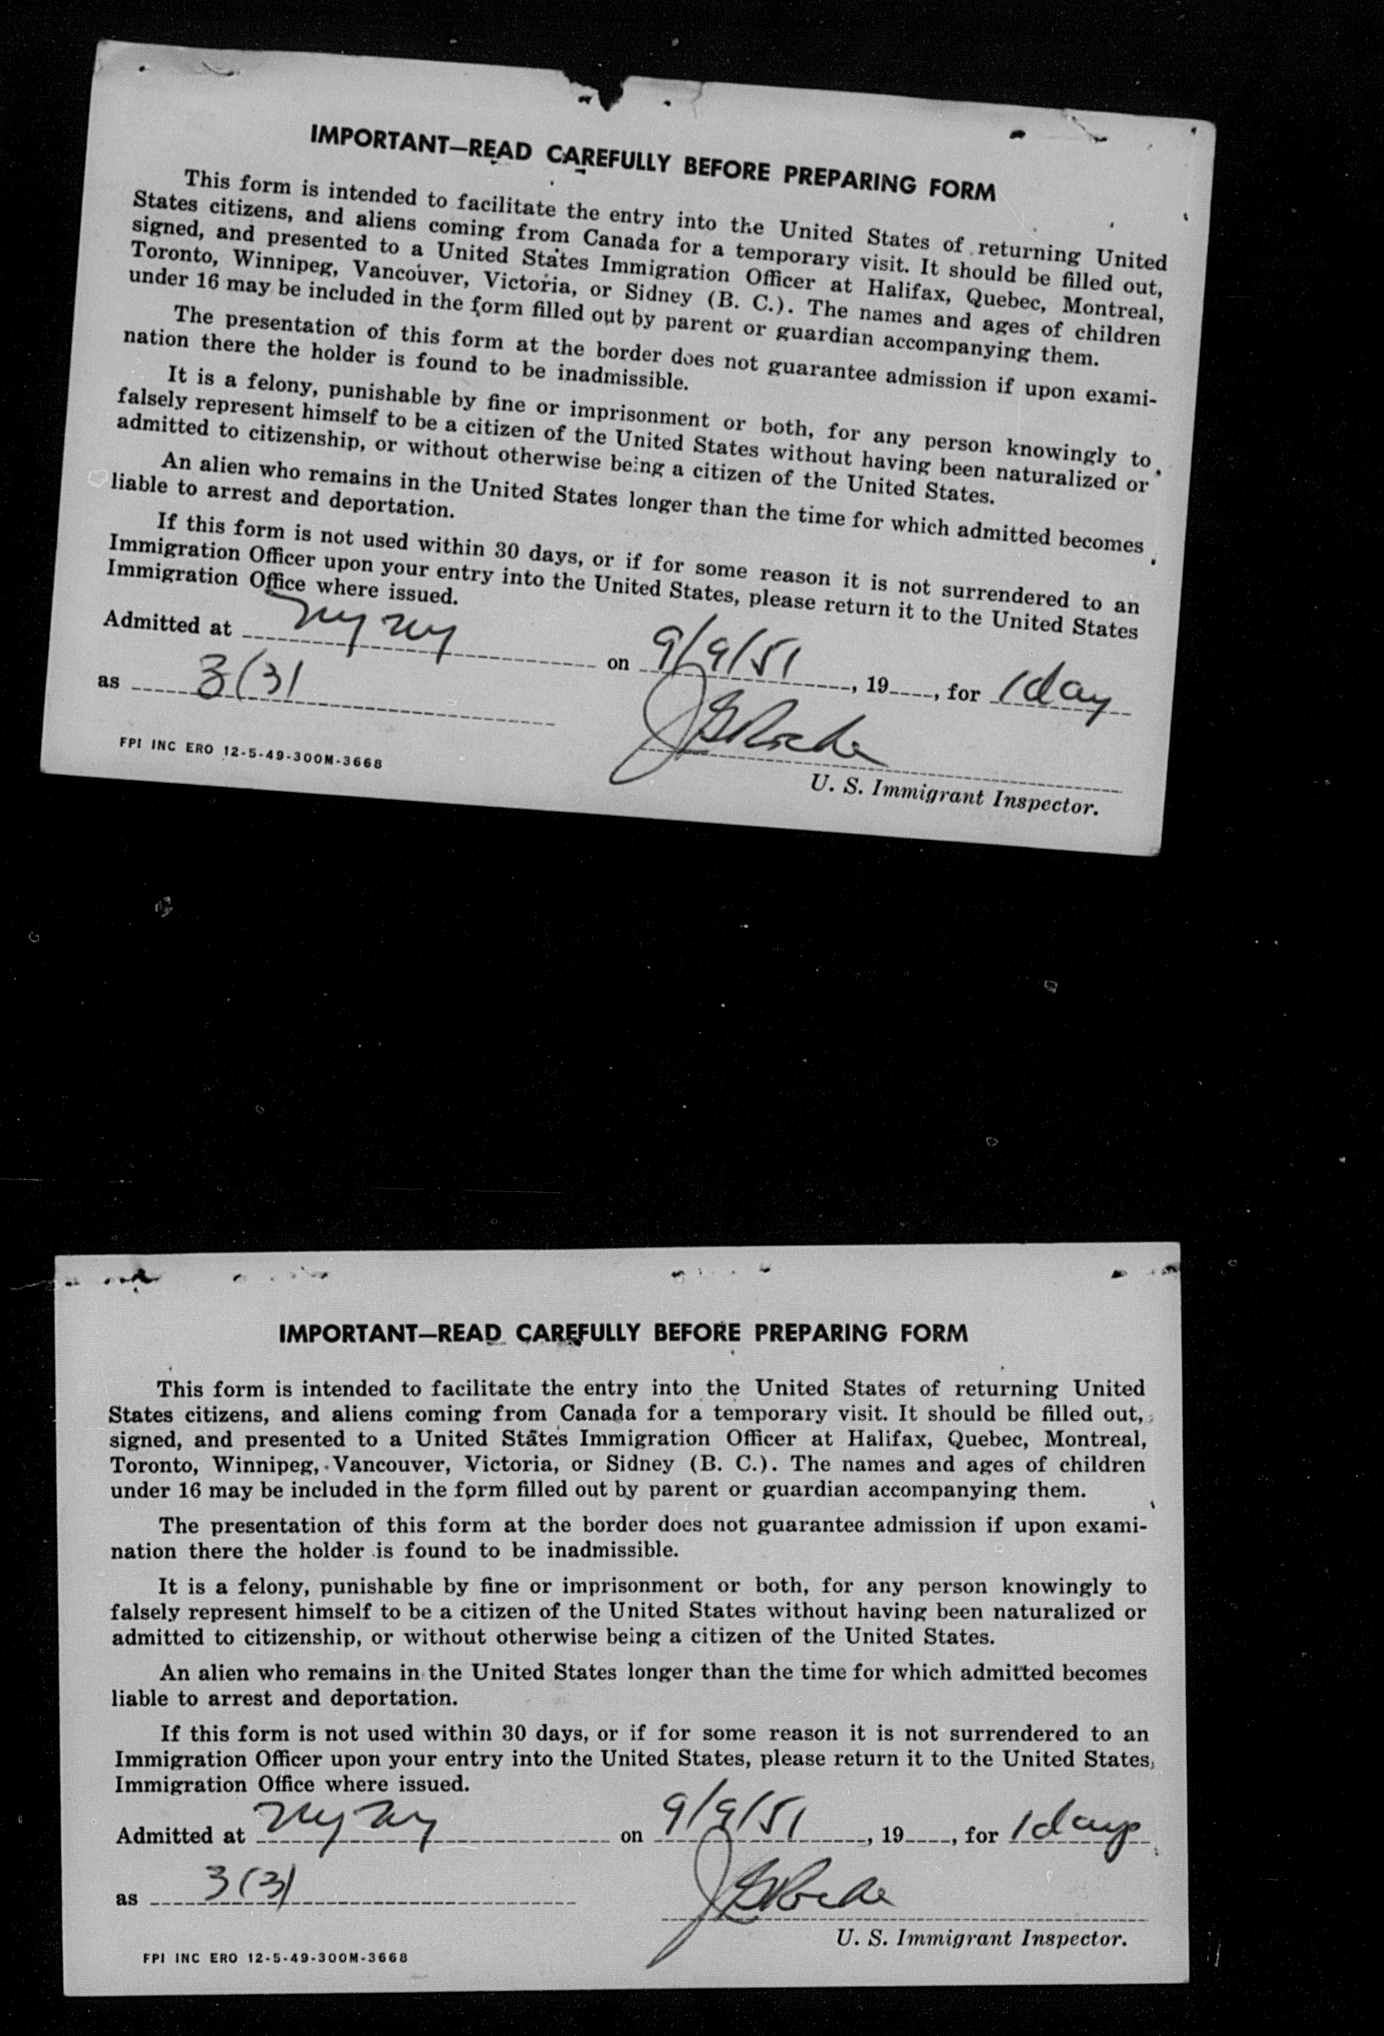 IMPORTANT—READ CAREFULLY BEFORE PREPARING FORM
This form is intended to facilitate the entry into the United States of returning United
States citizens, and aliens coming from Canada for a temporary visit. It should be filled out,
signed, and presented to a United States Immigration Officer at Halifax, Quebec, Montreal,
Toronto, Winnipeg, Vancouver, Victoria, or Sidney (B. C.). The names and ages of children
under 16 may be included in the form filled out by parent or guardian accompanying them.
The presentation of this form at the border does not guarantee admission if upon exami-
nation there the holder is found to be inadmissible.
It is a felony, punishable by fine or imprisonment or both, for any person knowingly to
falsely represent himself to be a citizen of the United States without having been naturalized or
admitted to citizenship, or without otherwise being a citizen of the United States.
An alien who remains in the United States longer than the time for which admitted becomes
liable to arrest and deportation.
If this form is not used within 30 days, or if for some reason it is not surrendered to an
Immigration Officer upon your entry into the United States, please return it to the United States
Immigration Office where issued.
Admitted at NY NY on 9/9/51, 19, for 1 day
as 3(3)
U. S. Immigrant Inspector.
FPI INC ERO 12-5-49-300M-3668
IMPORTANT—READ CAREFULLY BEFORE PREPARING FORM
This form is intended to facilitate the entry into the United States of returning United
States citizens, and aliens coming from Canada for a temporary visit. It should be filled out,
signed, and presented to a United States Immigration Officer at Halifax, Quebec, Montreal,
Toronto, Winnipeg, Vancouver, Victoria, or Sidney (B. C.). The names and ages of children
under 16 may be included in the form filled out by parent or guardian accompanying them.
The presentation of this form at the border does not guarantee admission if upon exami-
nation there the holder is found to be inadmissible.
It is a felony, punishable by fine or imprisonment or both, for any person knowingly to
falsely represent himself to be a citizen of the United States without having been naturalized or
admitted to citizenship, or without otherwise being a citizen of the United States.
An alien who remains in the United States longer than the time for which admitted becomes
liable to arrest and deportation.
If this form is not used within 30 days, or if for some reason it is not surrendered to an
Immigration Officer upon your entry into the United States, please return it to the United States
Immigration Office where issued.
Admitted at NY NY on 9/9/51, 19, for 1 day
as 3(3)
U. S. Immigrant Inspector.
FPI INC ERO 12-5-49-300M-3668